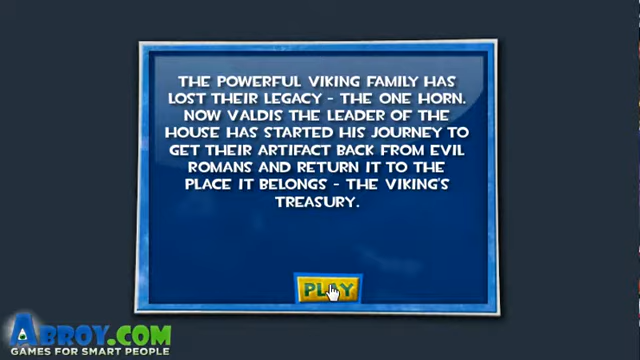 THE POWERFUL VIKING FAMILY HAS
LOST THEIR LEGACY - THE ONE HORN.
NOW VALDIS THE LEADER OF THE
HOUSE HAS STARTED HIS JOURNEY TO
GET THEIR ARTIFACT BACK FROM EVIL
ROMANS AND RETURN IT TO THE
PLACE IT BELONGS - THE VIKING'S
TREASURY.
PLAY
ABROY.COM
GAMES FOR SMART PEOPLE